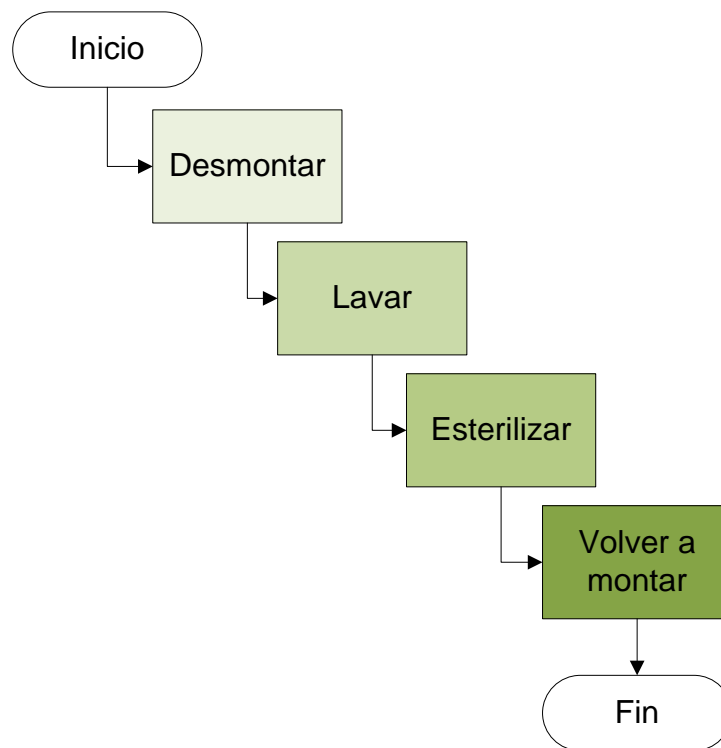 Inicio
Desmontar
Lavar
Esterilizar
Volver a
montar
Fin